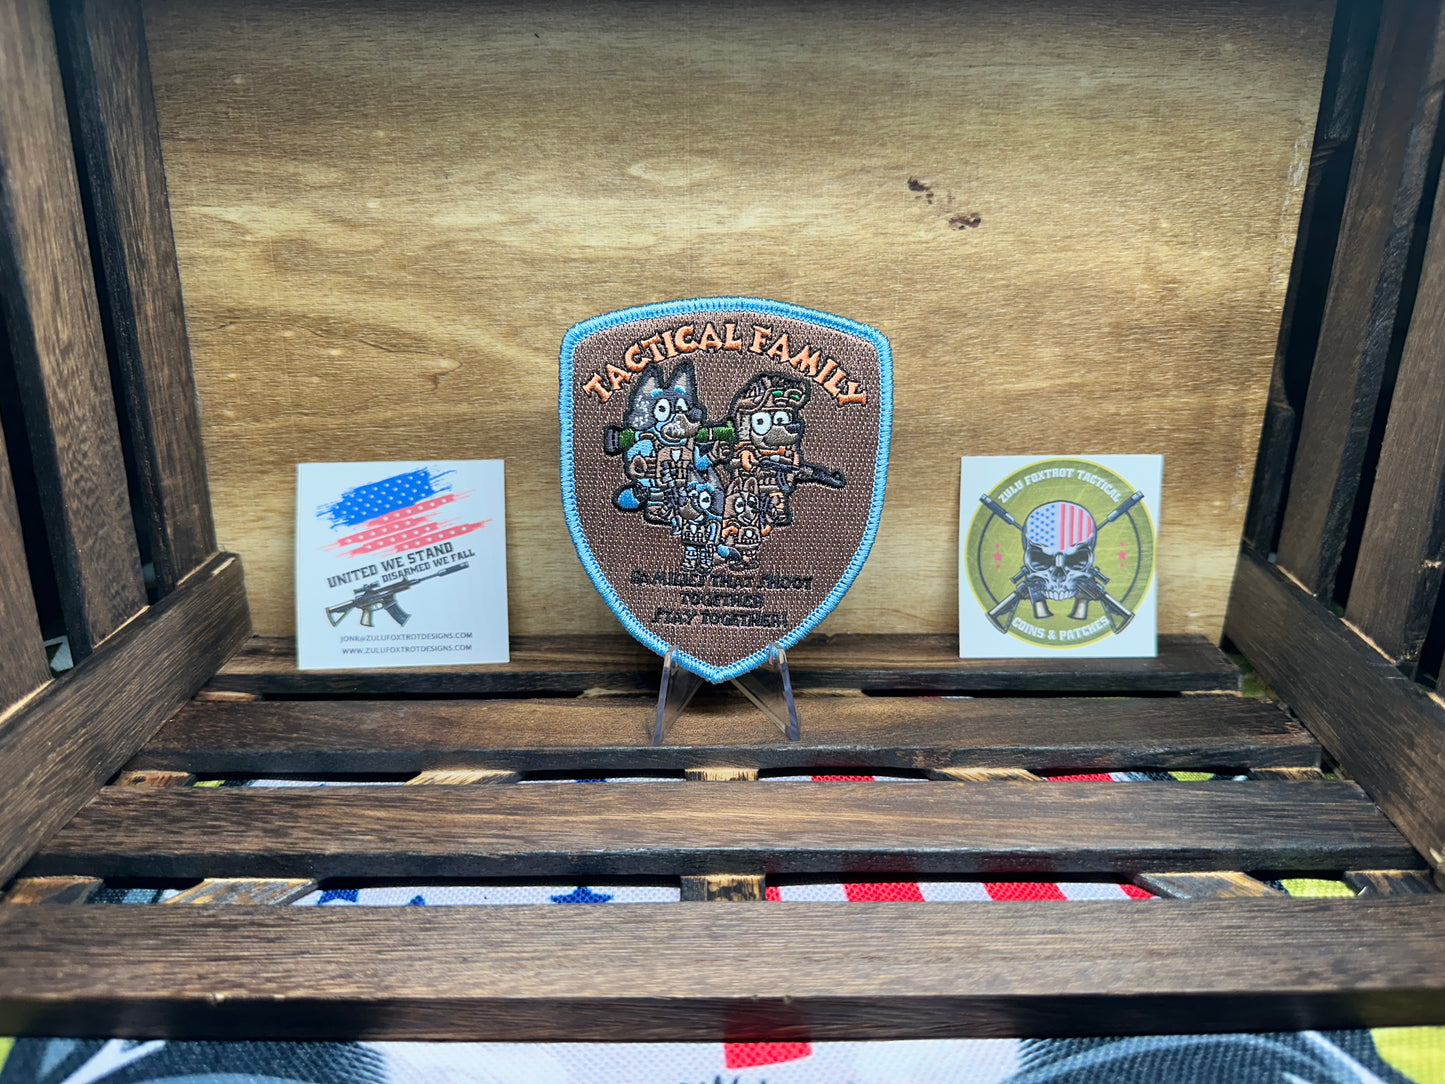 UNITED WE STAND
DISARMED WE FALL
JONR@ZULUFOXTROTDESIGNS.COM
WWW.ZULUFOXTROTDESIGNS.COM
TACTICAL FAMILY
FAMILIES THAT SHOOT
TOGETHER
STAY TOGETHER!
ZULU FOXTROT TACTICAL
COINS & PATCHES